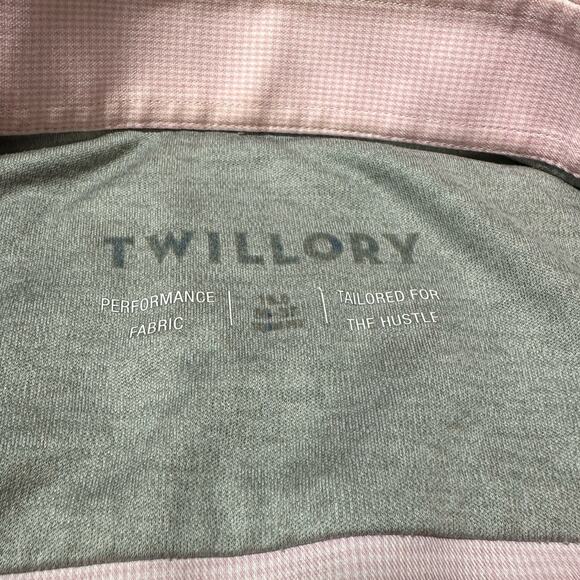 TWILLORY
PERFORMANCE
FABRIC
TAILORED FOR
THE HUSTLE